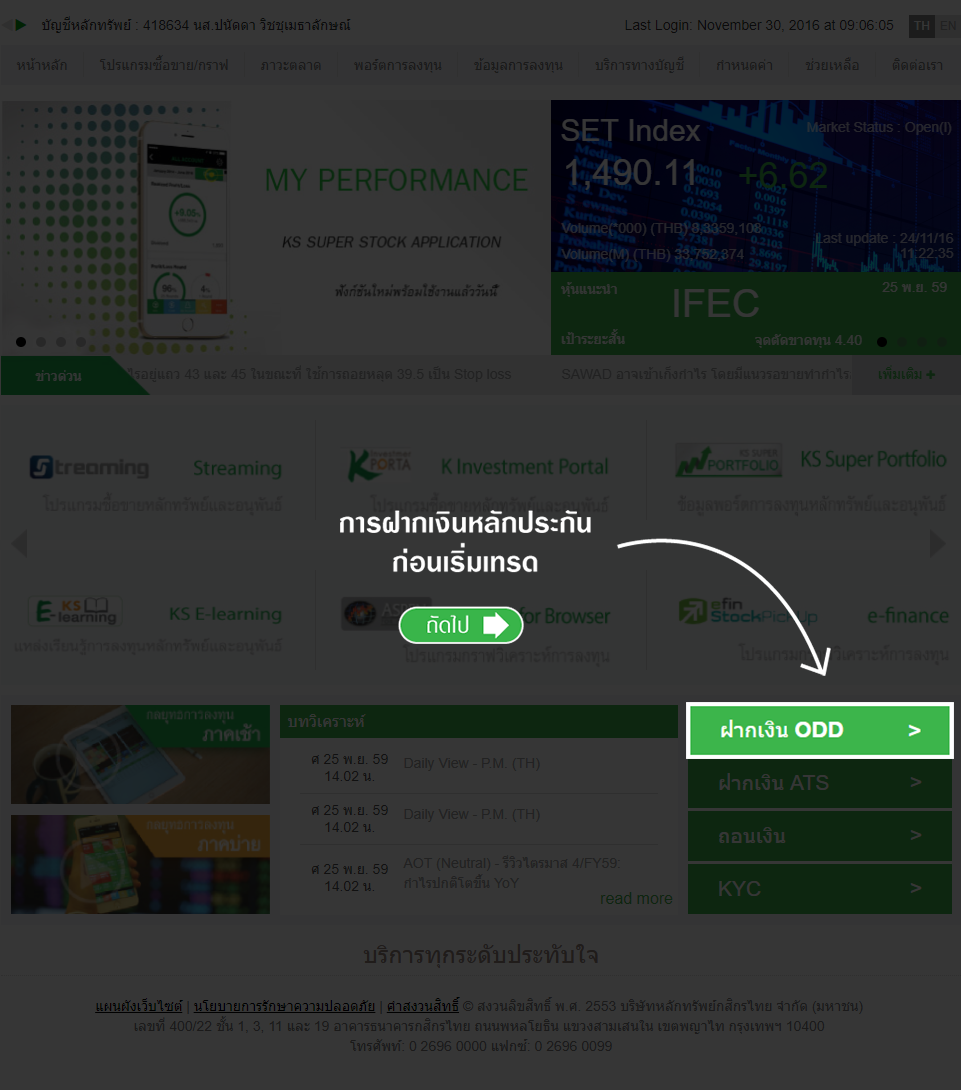 บัญชีหลักทรัพย์ : 418634 นส.ปนัดดา วิชชุเมธาลักษณ์
Last Login: November 30, 2016 at 09:06:05
TH EN
หน้าหลัก โปรแกรมซื้อขาย/กราฟ ภาวะตลาด พอร์ตการลงทุน ข้อมูลการลงทุน บริการทางบัญชี กำหนดค่า ช่วยเหลือ ติดต่อเรา
MY PERFORMANCE
KS SUPER STOCK APPLICATION
ฟังก์ชันใหม่พร้อมใช้งานแล้ววันนี้
+9.05%
96% 4%
SET Index
Market Status : Open(I)
1,490.11 +6.62
Volume(*000) (THB) 8,3359,108
Volume(M) (THB) 33,752,374
Last update : 24/11/16
11:22:35
หุ้นแนะนำ
IFEC
25 พ.ย. 59
เป้าระยะสั้น
จุดตัดขาดทุน 4.40
ข่าวด่วน
ไรอยู่แถว 43 และ 45 ในขณะที่ ใช้การถอยหลุด 39.5 เป็น Stop loss
SAWAD อาจเข้าเก็งกำไร โดยมีแนวรอขายทำกำไร
เพิ่มเติม +
Streaming Streaming
โปรแกรมซื้อขายหลักทรัพย์และอนุพันธ์
K Investment PORTA K Investment Portal
โปรแกรมซื้อขายหลักทรัพย์และอนุพันธ์
KS SUPER PORTFOLIO KS Super Portfolio
ข้อมูลพอร์ตการลงทุนหลักทรัพย์และอนุพันธ์
การฝากเงินหลักประกัน
ก่อนเริ่มเทรด
ถัดไป
KS E-learning KS E-learning
แหล่งเรียนรู้การลงทุนหลักทรัพย์และอนุพันธ์
for Browser
โปรแกรมกราฟวิเคราะห์การลงทุน
efin StockPickUp e-finance
โปรแกรมกราฟวิเคราะห์การลงทุน
กลยุทธ์การลงทุน
ภาคเช้า
กลยุทธ์การลงทุน
ภาคบ่าย
บทวิเคราะห์
ศ 25 พ.ย. 59
14.02 น.
Daily View - P.M. (TH)
ศ 25 พ.ย. 59
14.02 น.
Daily View - P.M. (TH)
ศ 25 พ.ย. 59
14.02 น.
AOT (Neutral) - รีวิวไตรมาส 4/FY59:
กำไรปกติโตขึ้น YoY
read more
ฝากเงิน ODD >
ฝากเงิน ATS >
ถอนเงิน >
KYC >
บริการทุกระดับประทับใจ
แผนผังเว็บไซต์ | นโยบายการรักษาความปลอดภัย | คำสงวนสิทธิ์ © สงวนลิขสิทธิ์ พ.ศ. 2553 บริษัทหลักทรัพย์กสิกรไทย จำกัด (มหาชน)
เลขที่ 400/22 ชั้น 1, 3, 11 และ 19 อาคารธนาคารกสิกรไทย ถนนพหลโยธิน แขวงสามเสนใน เขตพญาไท กรุงเทพฯ 10400
โทรศัพท์: 0 2696 0000 แฟกซ์: 0 2696 0099